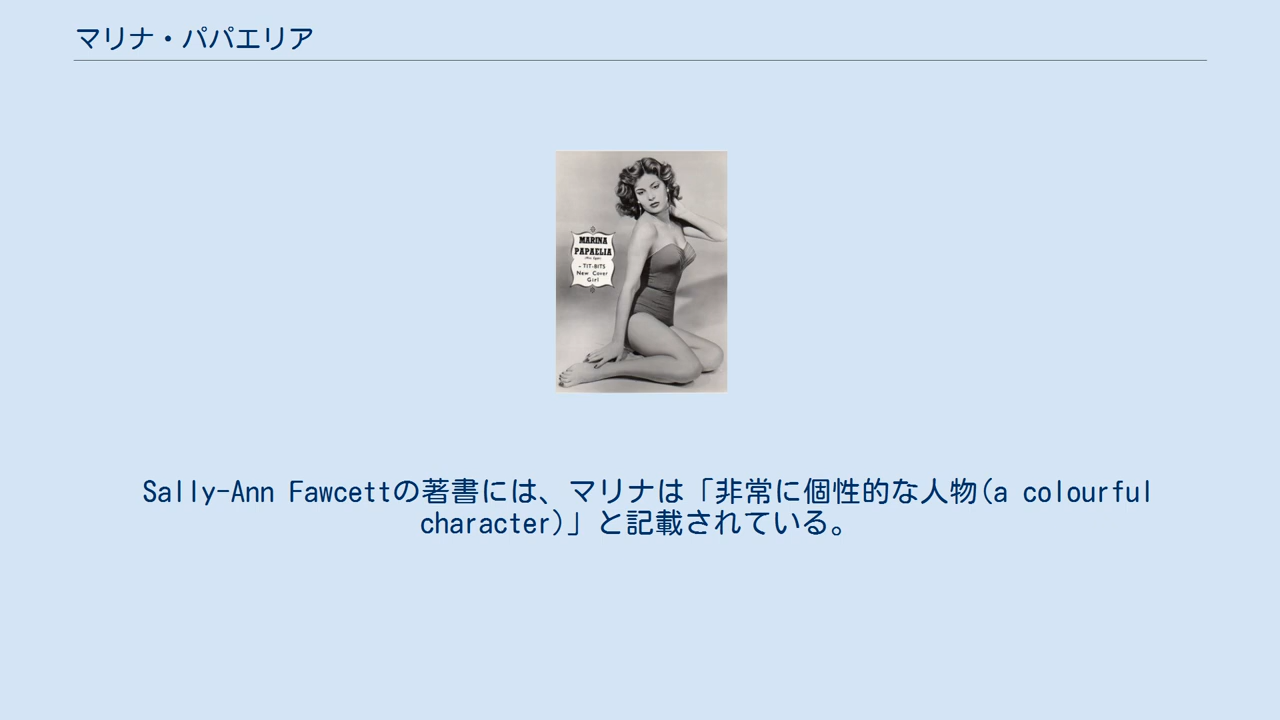 マリナ・パパエリア
MARINA
PAPAELIA
• TIT-BITS
New Cover
Girl
Sally-Ann Fawcettの著書には、マリナは「非常に個性的な人物(a colourful
character)」と記載されている。